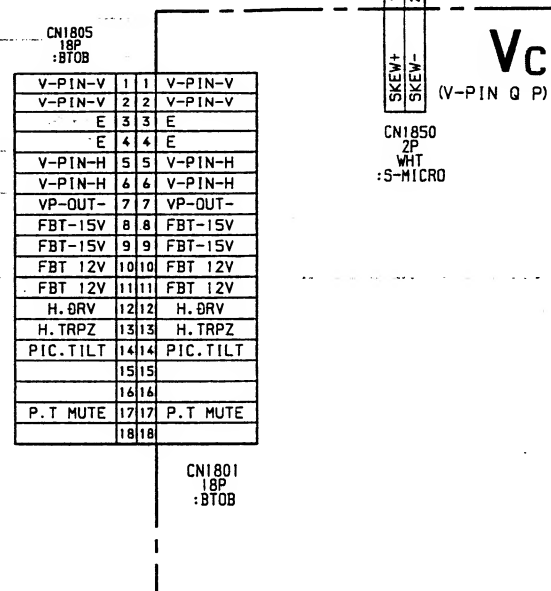 CN1805
18P
:BTOB
V-PIN-V 1 1 V-PIN-V
V-PIN-V 2 2 V-PIN-V
E 3 3 E
E 4 4 E
V-PIN-H 5 5 V-PIN-H
V-PIN-H 6 6 V-PIN-H
VP-OUT- 7 7 VP-OUT-
FBT-15V 8 8 FBT-15V
FBT-15V 9 9 FBT-15V
FBT 12V 10 10 FBT 12V
FBT 12V 11 11 FBT 12V
H.DRV 12 12 H.DRV
H.TRPZ 13 13 H.TRPZ
PIC.TILT 14 14 PIC.TILT
15 15
16 16
P.T MUTE 17 17 P.T MUTE
18 18
CN1801
18P
:BTOB
SKEW+
SKEW-
CN1850
2P
WHT
:S-MICRO
VC
(V-PIN Q P)